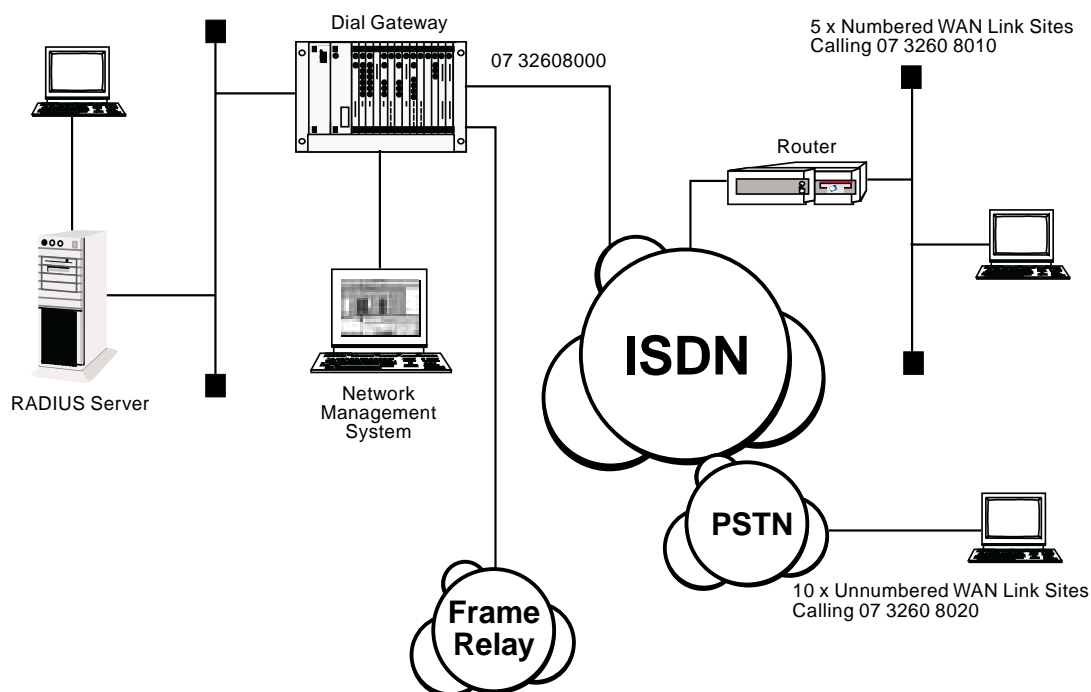 Dial Gateway
5 x Numbered WAN Link Sites
Calling 07 3260 8010
07 32608000
Router
ISDN
RADIUS Server
Network
Management
System
PSTN
10 x Unnumbered WAN Link Sites
Calling 07 3260 8020
Frame
Relay